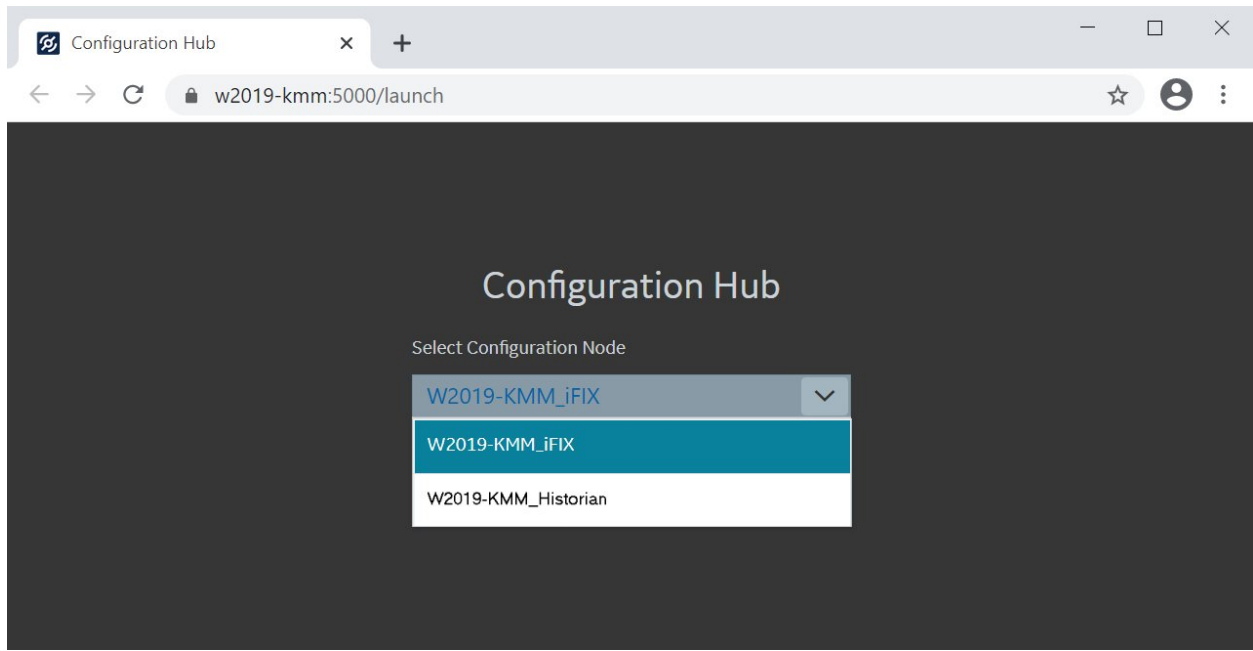 Configuration Hub
w2019-kmm:5000/launch
Configuration Hub
Select Configuration Node
W2019-KMM_iFIX
W2019-KMM_iFIX
W2019-KMM_Historian